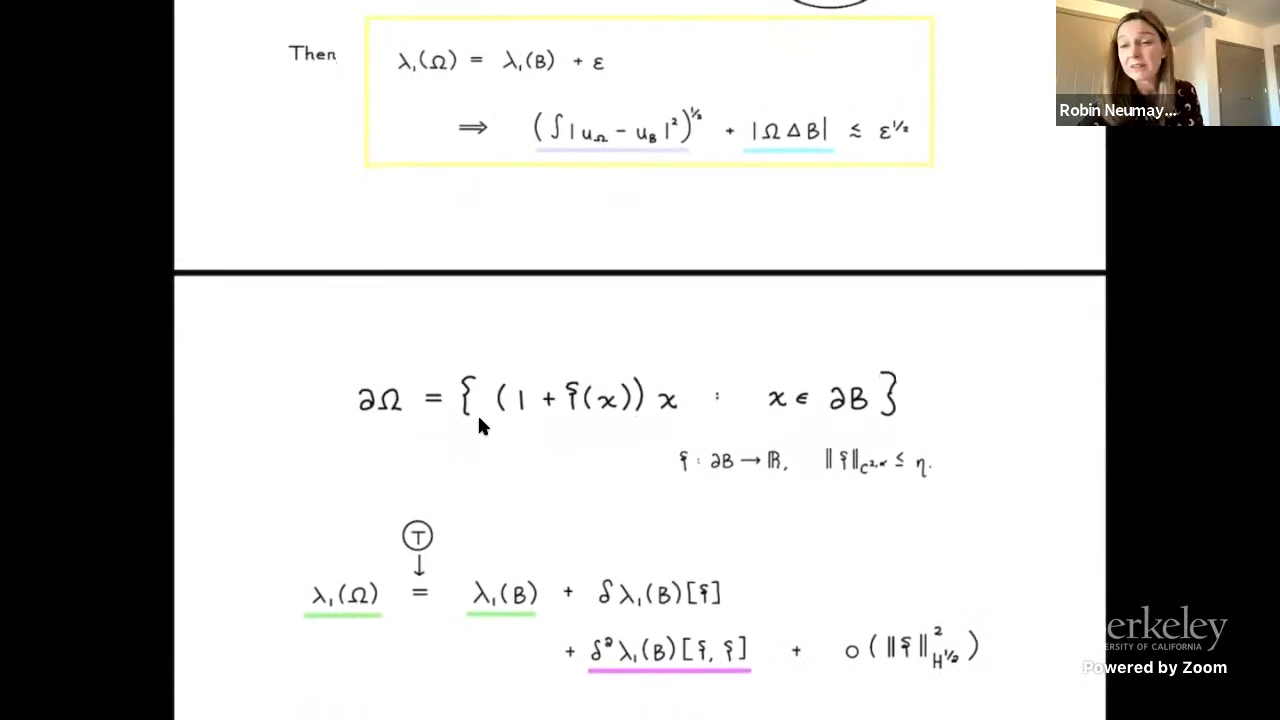 Then λ₁(Ω) = λ₁(B) + ε
⟹ (∫|u_Ω - u_B|²)^{1/2} + |Ω Δ B| ≲ ε^{1/2}
∂Ω = { (1 + ξ(x)) x : x ∈ ∂B }
ξ : ∂B → ℝ, ‖ξ‖_{C^{2,α}} ≤ η.
T
↓
λ₁(Ω) = λ₁(B) + δλ₁(B)[ξ]
+ δ²λ₁(B)[ξ, ξ] + o(‖ξ‖²_{H^{1/2}})
Robin Neumay...
erkeley
ERSITY OF CALIFORNIA
Powered by Zoom